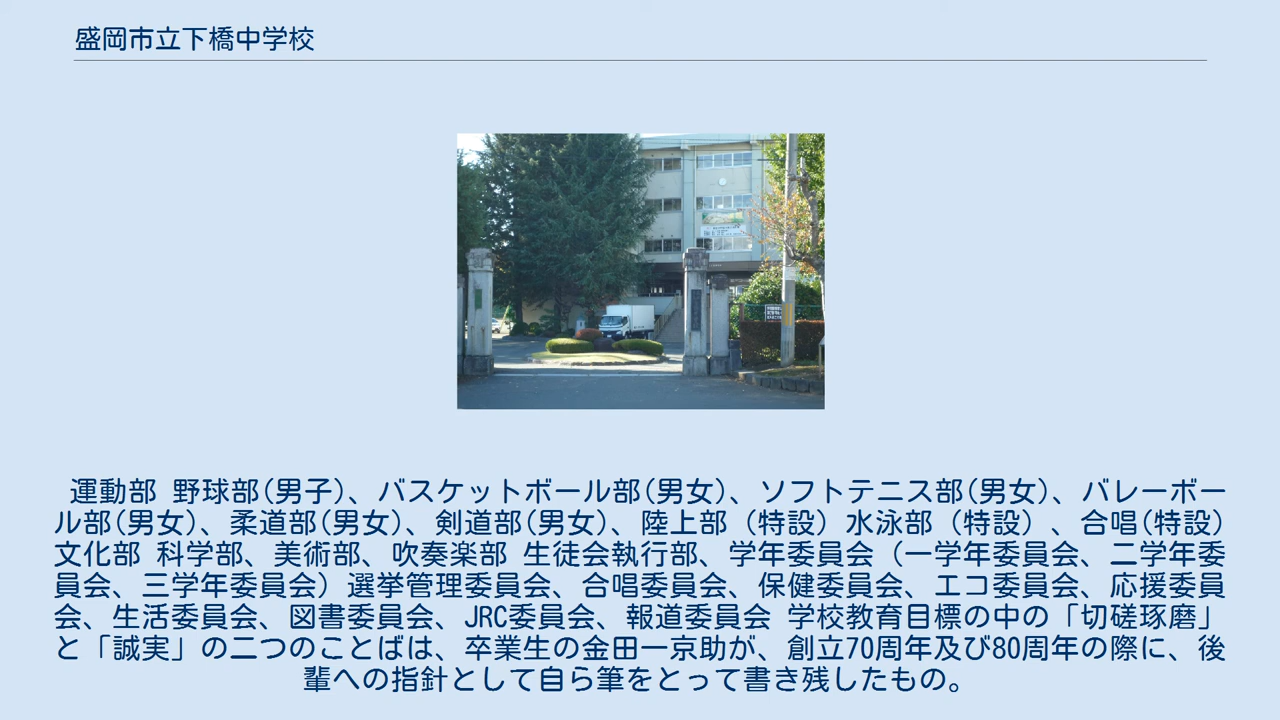 盛岡市立下橋中学校
運動部 野球部(男子)、バスケットボール部(男女)、ソフトテニス部(男女)、バレーボー
ル部(男女)、柔道部(男女)、剣道部(男女)、陸上部（特設）水泳部（特設）、合唱(特設)
文化部 科学部、美術部、吹奏楽部 生徒会執行部、学年委員会（一学年委員会、二学年委
員会、三学年委員会）選挙管理委員会、合唱委員会、保健委員会、エコ委員会、応援委員
会、生活委員会、図書委員会、JRC委員会、報道委員会 学校教育目標の中の「切磋琢磨」
と「誠実」の二つのことばは、卒業生の金田一京助が、創立70周年及び80周年の際に、後
輩への指針として自ら筆をとって書き残したもの。